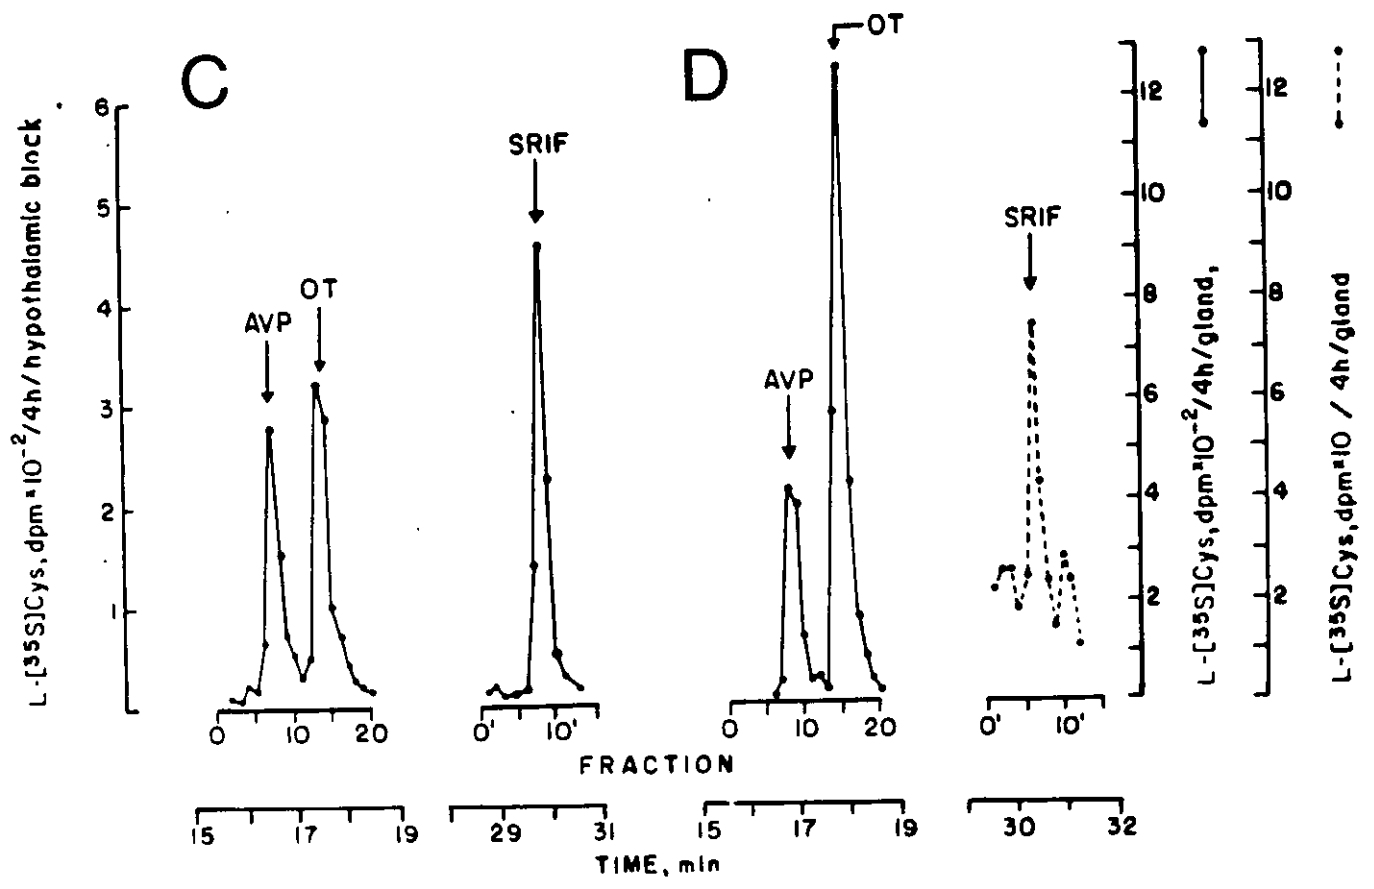 C
D
OT
SRIF
OT
AVP
SRIF
AVP
L-[³⁵S]Cys,dpm×10⁻²/4h/hypothalamic block
6
5
4
3
2
1
12
10
8
6
4
2
L-[³⁵S]Cys,dpm×10⁻²/4h/gland,
12
10
8
6
4
2
L-[³⁵S]Cys,dpm×10 / 4h/gland
0 10 20
0' 10'
0 10 20
0' 10'
FRACTION
15 17 19
29 31
15 17 19
30 32
TIME, min